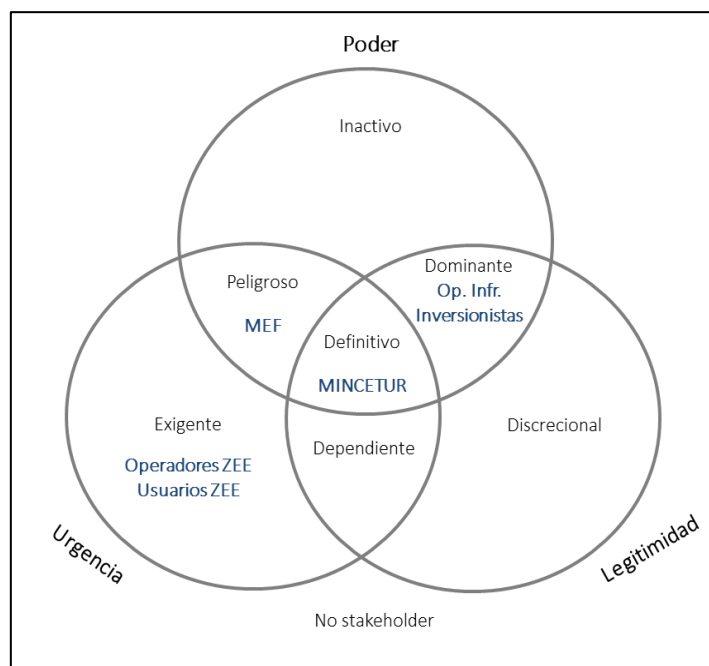 Poder
Inactivo
Peligroso
MEF
Dominante
Op. Infr.
Inversionistas
Definitivo
MINCETUR
Exigente
Operadores ZEE
Usuarios ZEE
Dependiente
Discrecional
Urgencia
Legitimidad
No stakeholder